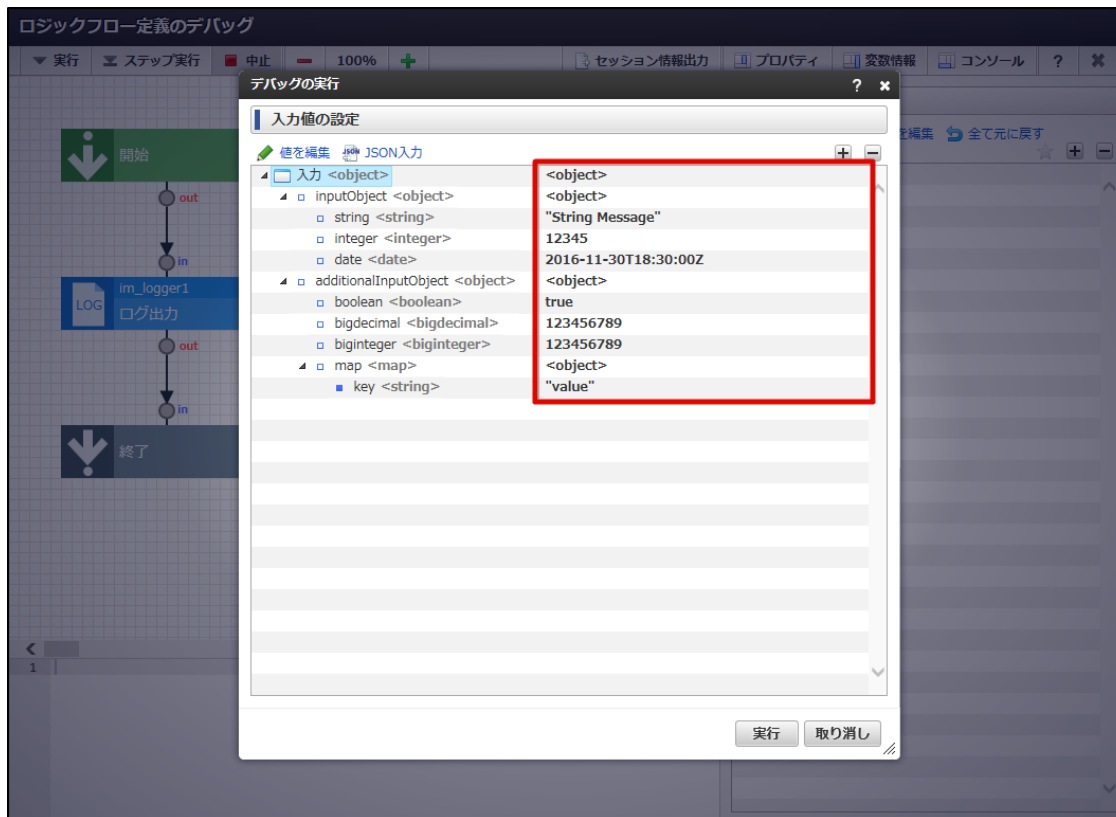 ロジックフロー定義のデバッグ
実行 ステップ実行 中止 100% セッション情報出力 プロパティ 変数情報 コンソール ?
デバッグの実行 ?
入力値の設定
値を編集 JSON JSON入力
を編集 全て元に戻す
入力 <object> <object>
inputObject <object> <object>
string <string> "String Message"
integer <integer> 12345
date <date> 2016-11-30T18:30:00Z
additionalInputObject <object> <object>
boolean <boolean> true
bigdecimal <bigdecimal> 123456789
biginteger <biginteger> 123456789
map <map> <object>
key <string> "value"
開始
out
in
im_logger1
LOG ログ出力
out
in
終了
1
実行 取り消し